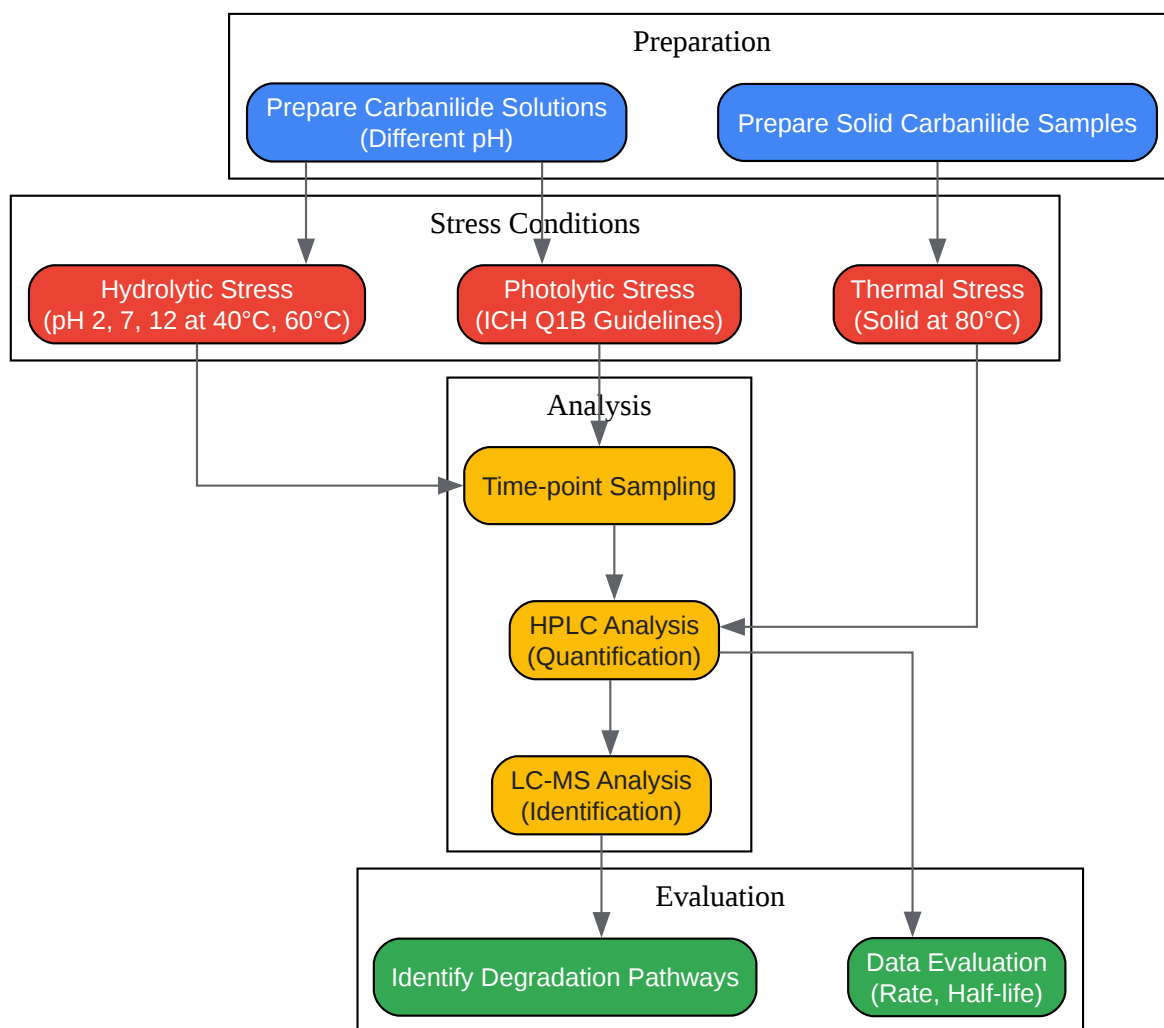 Preparation
Prepare Carbanilide Solutions
(Different pH)
Prepare Solid Carbanilide Samples
Stress Conditions
Hydrolytic Stress
(pH 2, 7, 12 at 40°C, 60°C)
Photolytic Stress
(ICH Q1B Guidelines)
Thermal Stress
(Solid at 80°C)
Analysis
Time-point Sampling
HPLC Analysis
(Quantification)
LC-MS Analysis
(Identification)
Evaluation
Identify Degradation Pathways
Data Evaluation
(Rate, Half-life)